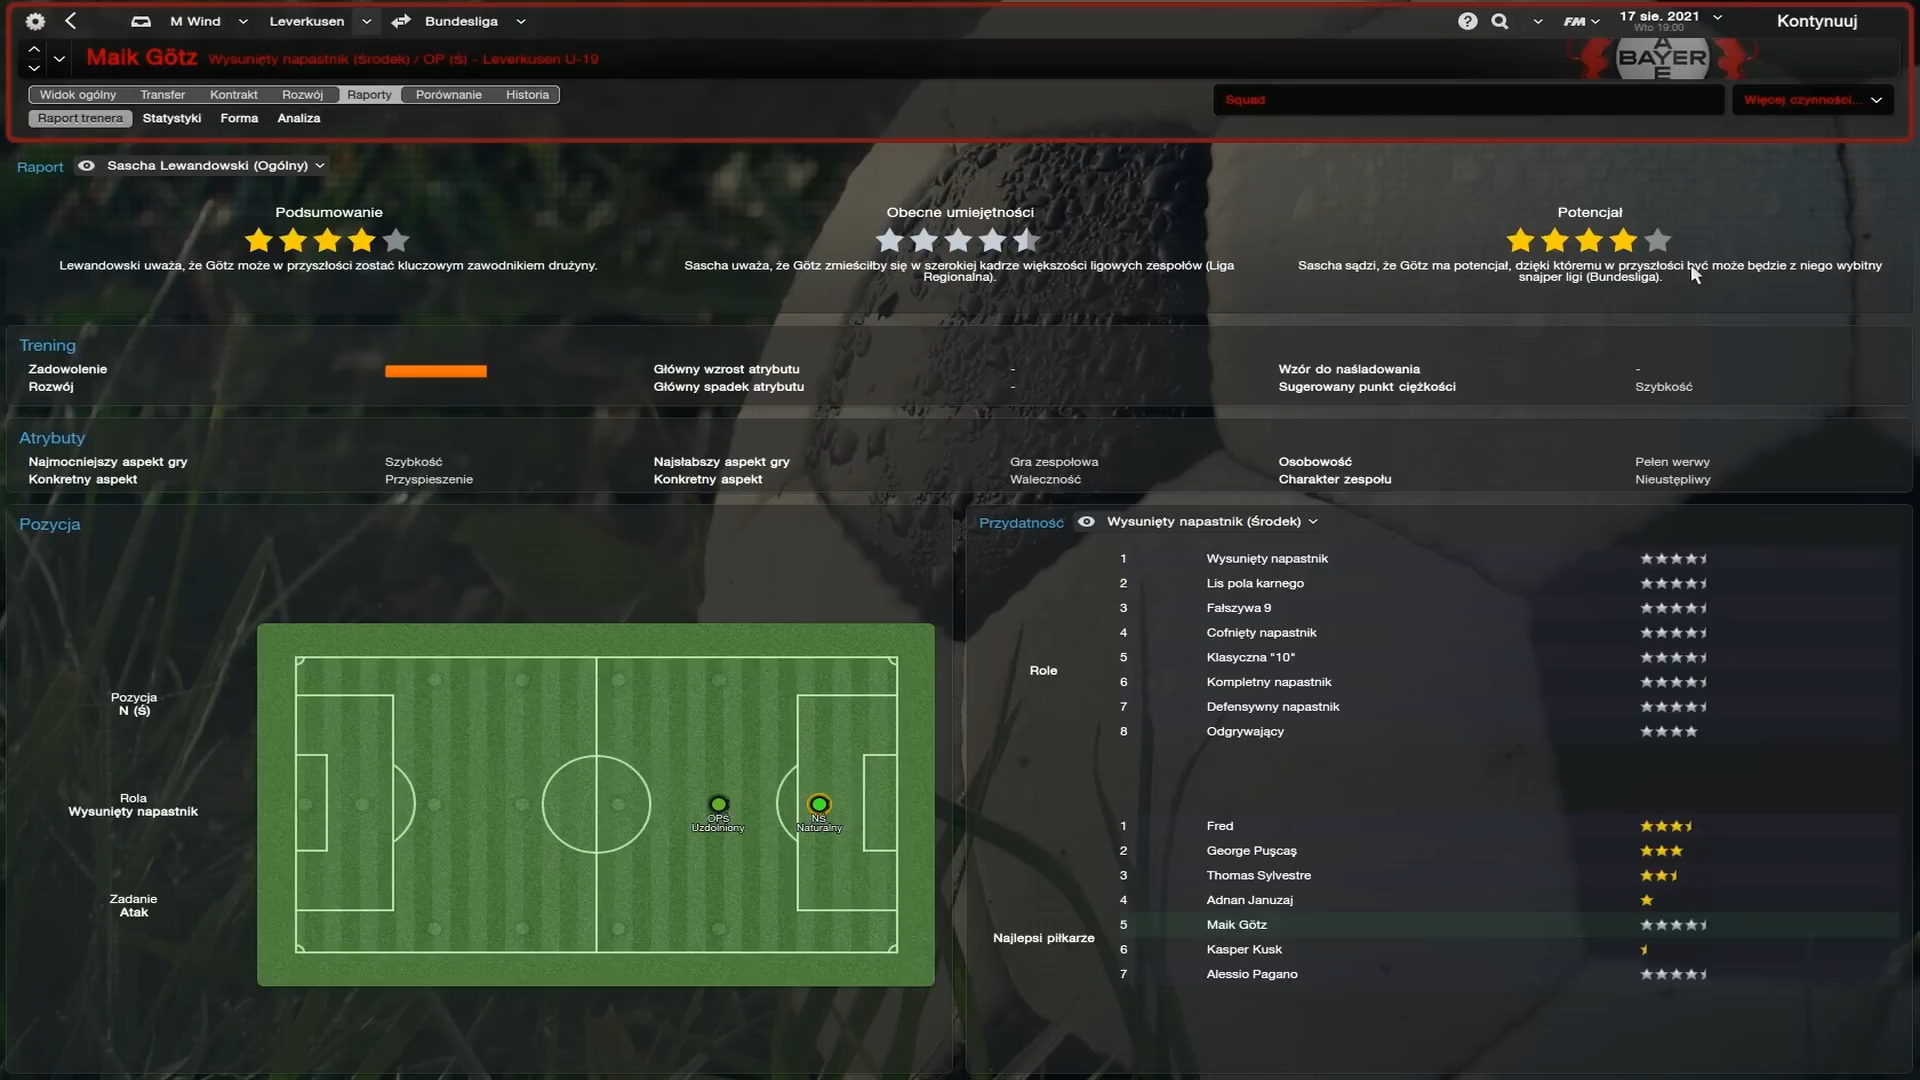 M Wind
Leverkusen
Bundesliga
FM
17 sie. 2021
Wto 19:00
Kontynuuj
Maik Götz
Wysunięty napastnik (Środek) / OP (Ś) - Leverkusen U-19
BAYER
Widok ogólny
Transfer
Kontrakt
Rozwój
Raporty
Porównanie
Historia
Squad
Więcej czynności...
Raport trenera
Statystyki
Forma
Analiza
Raport
Sascha Lewandowski (Ogólny)
Podsumowanie
Lewandowski uważa, że Götz może w przyszłości zostać kluczowym zawodnikiem drużyny.
Obecne umiejętności
Sascha uważa, że Götz zmieściłby się w szerokiej kadrze większości ligowych zespołów (Liga
Regionalna).
Potencjał
Sascha sądzi, że Götz ma potencjał, dzięki któremu w przyszłości być może będzie z niego wybitny
snajper ligi (Bundesliga).
Trening
Zadowolenie
Rozwój
Główny wzrost atrybutu -
Główny spadek atrybutu -
Wzór do naśladowania -
Sugerowany punkt ciężkości Szybkość
Atrybuty
Najmocniejszy aspekt gry Szybkość
Konkretny aspekt Przyspieszenie
Najsłabszy aspekt gry Gra zespołowa
Konkretny aspekt Waleczność
Osobowość Pełen werwy
Charakter zespołu Nieustępliwy
Pozycja
Pozycja
N (Ś)
Rola
Wysunięty napastnik
Zadanie
Atak
OPŚ
Uzdolniony
NŚ
Naturalny
Przydatność
Wysunięty napastnik (Środek)
Role
1 Wysunięty napastnik
2 Lis pola karnego
3 Fałszywa 9
4 Cofnięty napastnik
5 Klasyczna "10"
6 Kompletny napastnik
7 Defensywny napastnik
8 Odgrywający
Najlepsi piłkarze
1 Fred
2 George Pușcaș
3 Thomas Sylvestre
4 Adnan Januzaj
5 Maik Götz
6 Kasper Kusk
7 Alessio Pagano